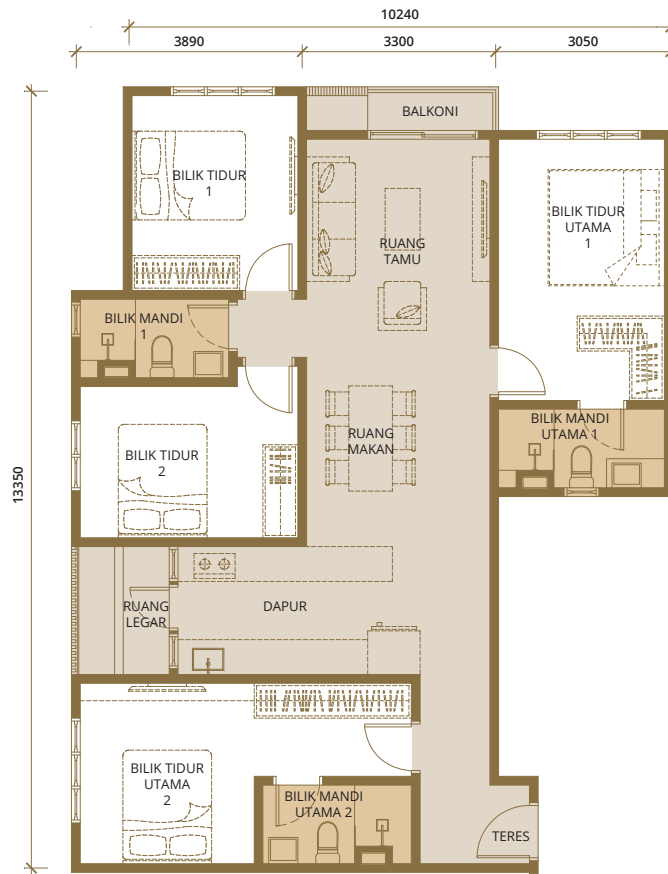 10240
3890
3300
3050
BALKONI
BILIK TIDUR
1
BILIK TIDUR
UTAMA
1
RUANG
TAMU
BILIK MANDI
1
BILIK MANDI
UTAMA 1
RUANG
MAKAN
BILIK TIDUR
2
13350
RUANG
LEGAR
DAPUR
BILIK TIDUR
UTAMA
2
BILIK MANDI
UTAMA 2
TERES